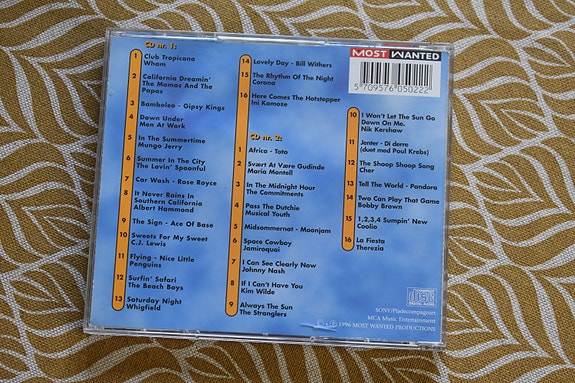 CD nr. 1:
1 Club Tropicana
Wham
2 California Dreamin'
The Mamas And The
Papas
3 Bamboleo - Gipsy Kings
4 Down Under
Men At Work
5 In The Summertime
Mungo Jerry
6 Summer In The City
The Lovin' Spoonful
7 Car Wash - Rose Royce
8 It Never Rains In
Southern California
Albert Hammond
9 The Sign - Ace Of Base
10 Sweets For My Sweet
C.J. Lewis
11 Flying - Nice Little
Penguins
12 Surfin' Safari
The Beach Boys
13 Saturday Night
Whigfield
14 Lovely Day - Bill Withers
15 The Rhythm Of The Night
Corona
16 Here Comes The Hotstepper
Ini Kamoze
CD nr. 2:
1 Africa - Toto
2 Svært At Være Gudinde
Maria Montell
3 In The Midnight Hour
The Commitments
4 Pass The Dutchie
Musical Youth
5 Midsommernat - Moonjam
6 Space Cowboy
Jamiroquai
7 I Can See Clearly Now
Johnny Nash
8 If I Can't Have You
Kim Wilde
9 Always The Sun
The Stranglers
MOST WANTED
5 709576 050222
10 I Won't Let The Sun Go
Down On Me.
Nik Kershaw
11 Jenter - Di derre
(duet med Paul Krebs)
12 The Shoop Shoop Song
Cher
13 Tell The World - Pandora
14 Two Can Play That Game
Bobby Brown
15 1,2,3,4 Sumpin' New
Coolio
16 La Fiesta
Therezia
SONY/Pladecompagniet
MCA Music Entertainment
1996 MOST WANTED PRODUCTIONS